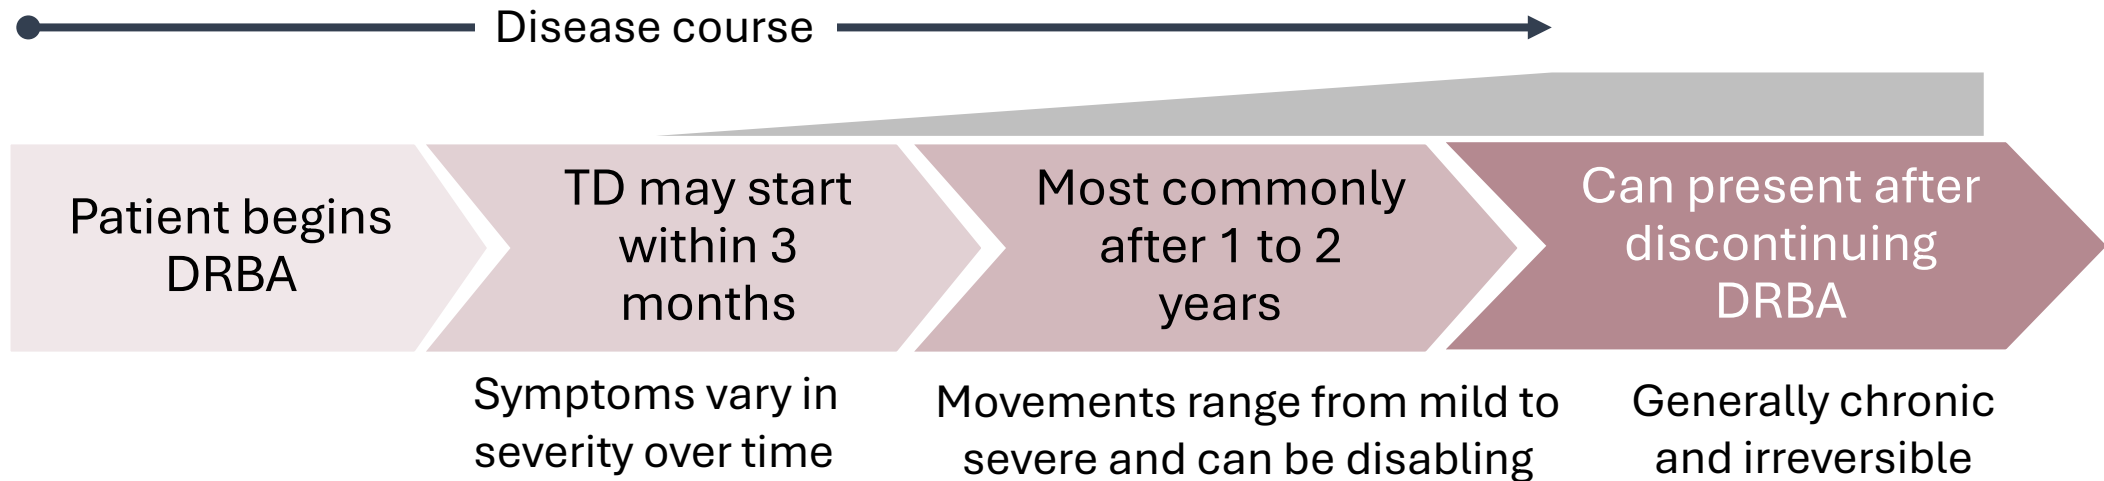 Disease course
Patient begins
DRBA
TD may start
within 3
months
Most commonly
after 1 to 2
years
Can present after
discontinuing
DRBA
Symptoms vary in
severity over time
Movements range from mild to
severe and can be disabling
Generally chronic
and irreversible